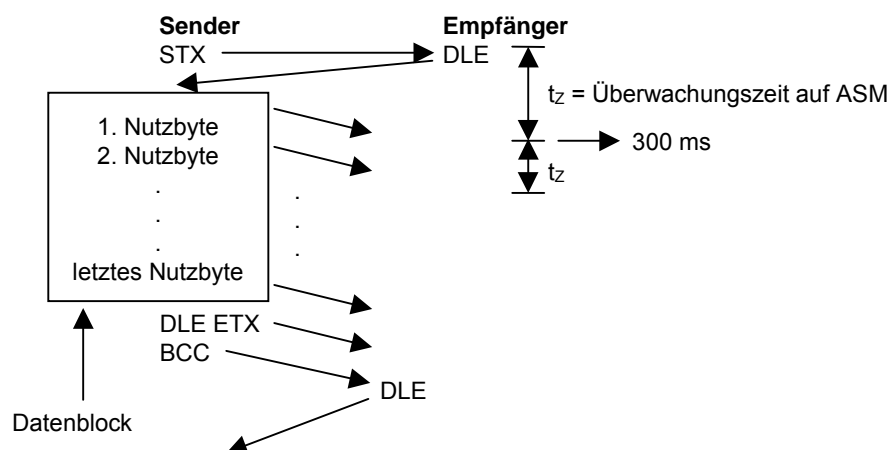 Sender Empfänger
STX DLE
tZ = Überwachungszeit auf ASM
1. Nutzbyte
300 ms
2. Nutzbyte
tZ
.
.
.
.
.
.
letztes Nutzbyte
DLE ETX
BCC
DLE
Datenblock